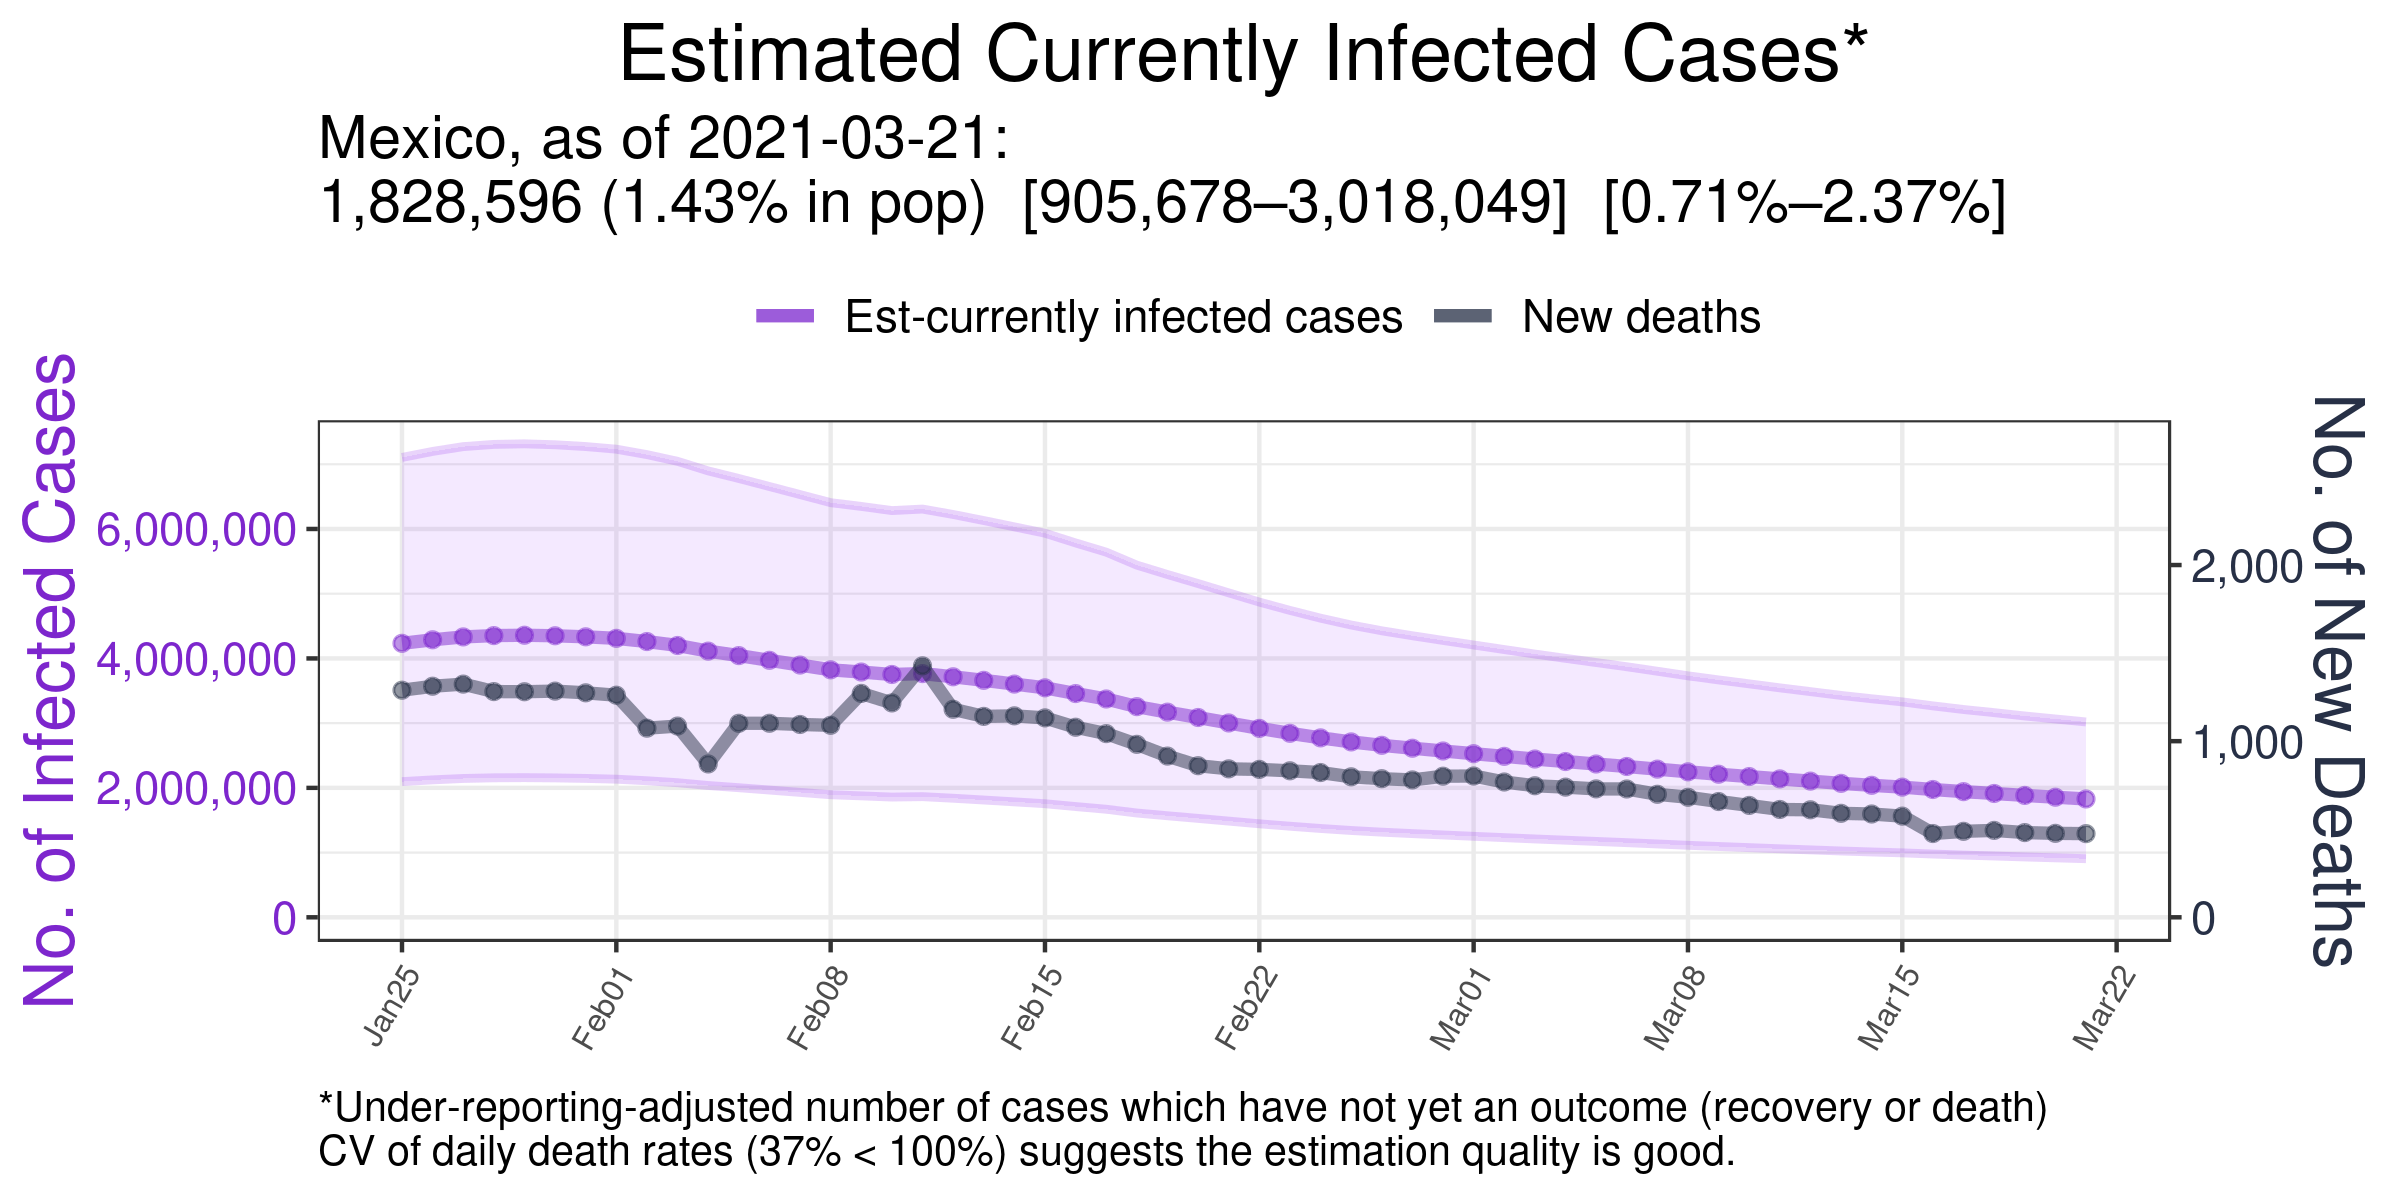 Estimated Currently Infected Cases*
Mexico, as of 2021-03-21:
1,828,596 (1.43% in pop) [905,678–3,018,049] [0.71%–2.37%]
Est-currently infected cases
New deaths
No. of Infected Cases
6,000,000
4,000,000
2,000,000
0
No. of New Deaths
2,000
1,000
0
Jan25
Feb01
Feb08
Feb15
Feb22
Mar01
Mar08
Mar15
Mar22
*Under-reporting-adjusted number of cases which have not yet an outcome (recovery or death)
CV of daily death rates (37% < 100%) suggests the estimation quality is good.